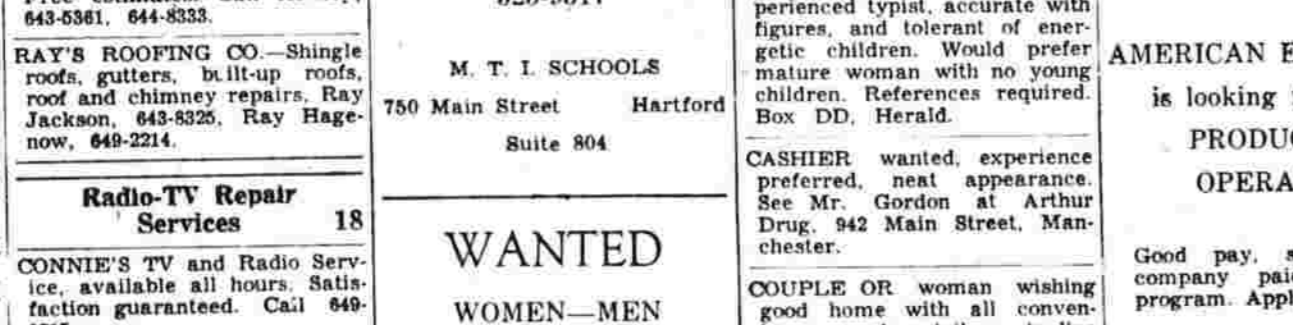 643-5361, 644-8333.
RAY'S ROOFING CO.—Shingle
roofs, gutters, built-up roofs,
roof and chimney repairs, Ray
Jackson, 643-8325, Ray Hage-
now, 649-2214.
Radio-TV Repair
Services 18
CONNIE'S TV and Radio Serv-
ice, available all hours. Satis-
faction guaranteed. Call 649-
M. T. I. SCHOOLS
750 Main Street Hartford
Suite 804
WANTED
WOMEN—MEN
perienced typist, accurate with
figures, and tolerant of ener-
getic children. Would prefer
mature woman with no young
children. References required.
Box DD, Herald.
CASHIER wanted, experience
preferred, neat appearance.
See Mr. Gordon at Arthur
Drug, 942 Main Street, Man-
chester.
COUPLE OR woman wishing
good home with all conven-
AMERICAN
is looking
PRODU
OPERA
Good pay,
company
program.